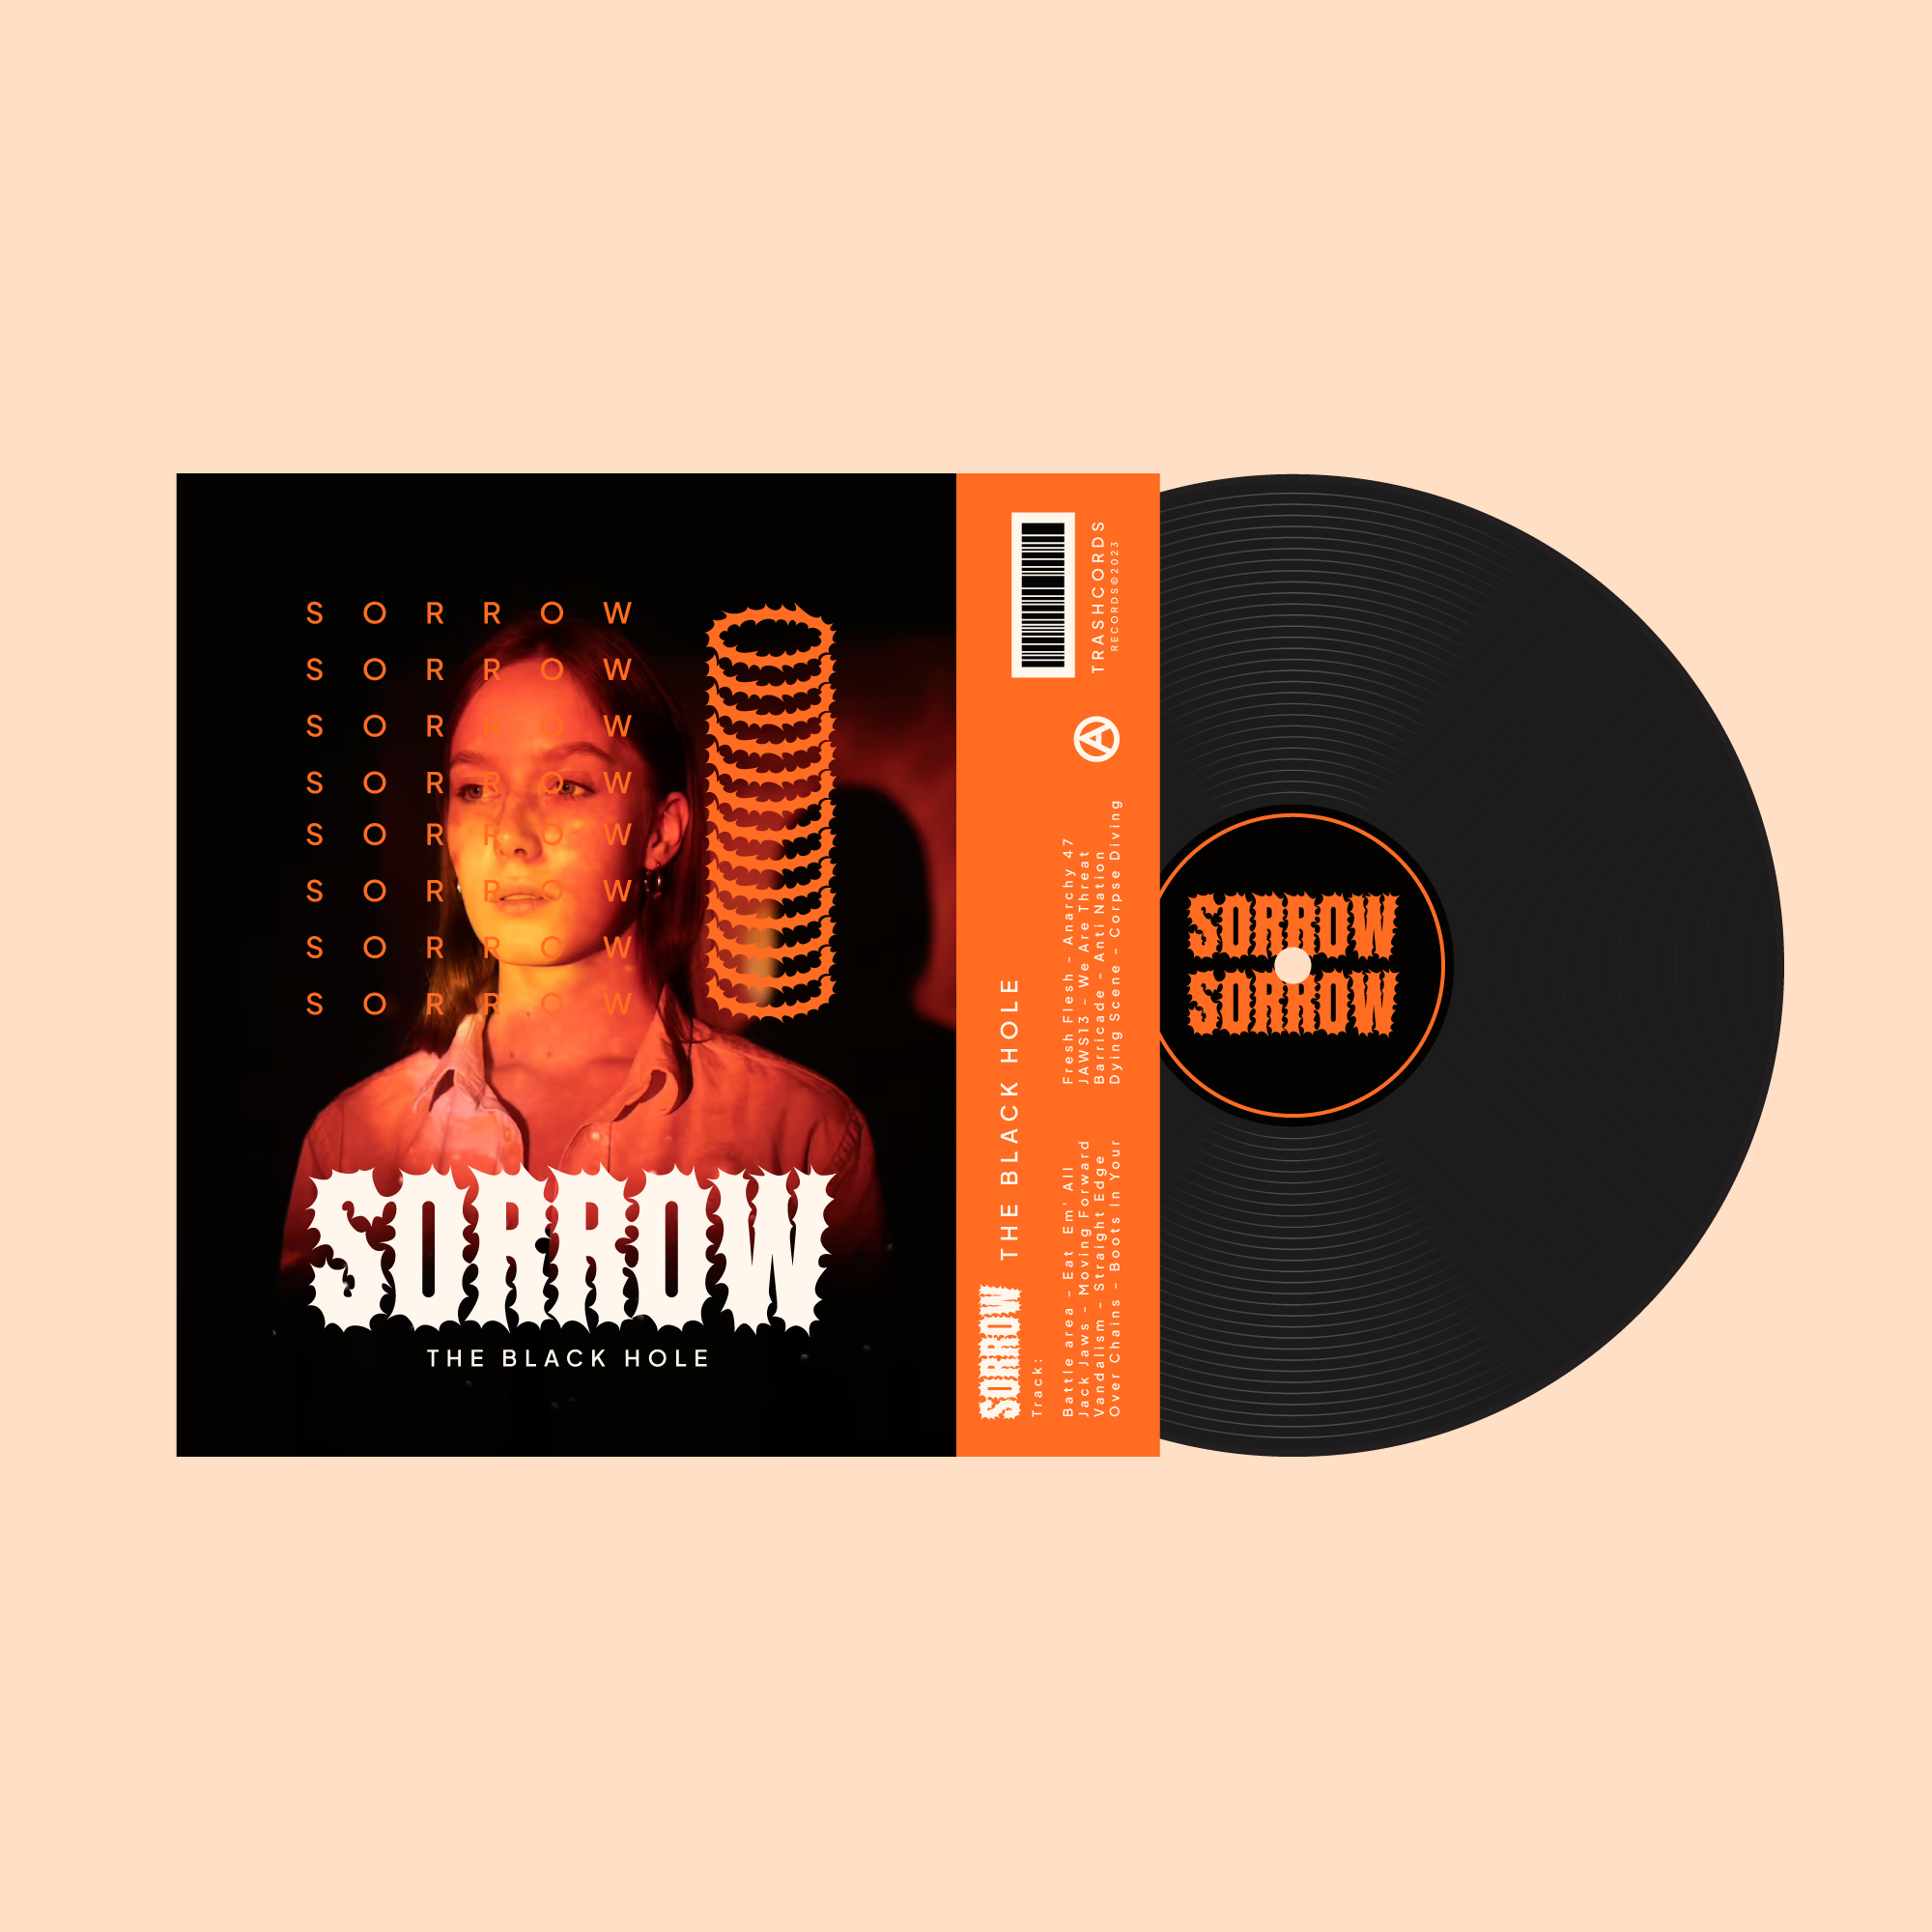 S O R R O W
S O R R O W
S O R R O W
S O R R O W
S O R R O W
S O R R O W
S O R R O W
S O R R O W
SORROW
THE BLACK HOLE
SORROW
THE BLACK HOLE
Track:
Battle area - Eat Em' All
Jack Jaws - Moving Forward
Vandalism - Straight Edge
Over Chains - Boots In Your
Fresh Flesh - Anarchy 47
JAWS13 - We Are Threat
Barricade - Anti Nation
Dying Scene - Corpse Diving
A
TRASHCORDS
RECORDS©2023
SORROW
SORROW